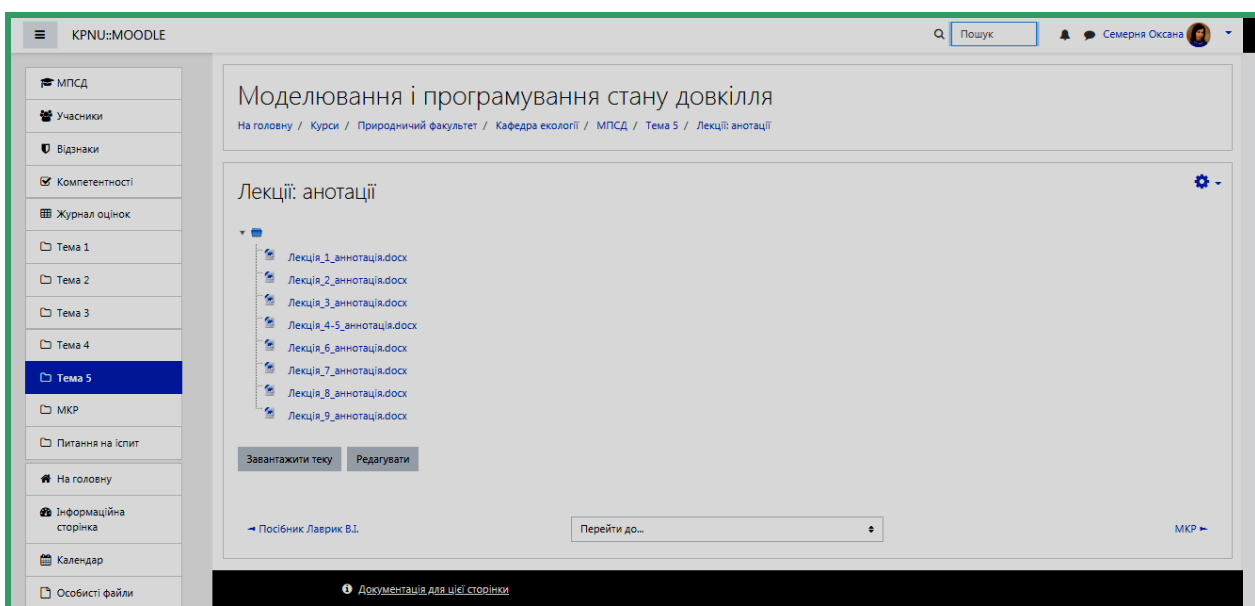 KPNU::MOODLE
Пошук
Семерня Оксана
МПСД
Учасники
Відзнаки
Компетентності
Журнал оцінок
Тема 1
Тема 2
Тема 3
Тема 4
Тема 5
МКР
Питання на іспит
На головну
Інформаційна
сторінка
Календар
Особисті файли
Моделювання і програмування стану довкілля
На головну / Курси / Природничий факультет / Кафедра екології / МПСД / Тема 5 / Лекції: анотації
Лекції: анотації
Лекція_1_аннотація.docx
Лекція_2_аннотація.docx
Лекція_3_аннотація.docx
Лекція_4-5_аннотація.docx
Лекція_6_аннотація.docx
Лекція_7_аннотація.docx
Лекція_8_аннотація.docx
Лекція_9_аннотація.docx
Завантажити теку Редагувати
◄ Посібник Лаврик В.І.
Перейти до...
МКР ►
Документація для цієї сторінки